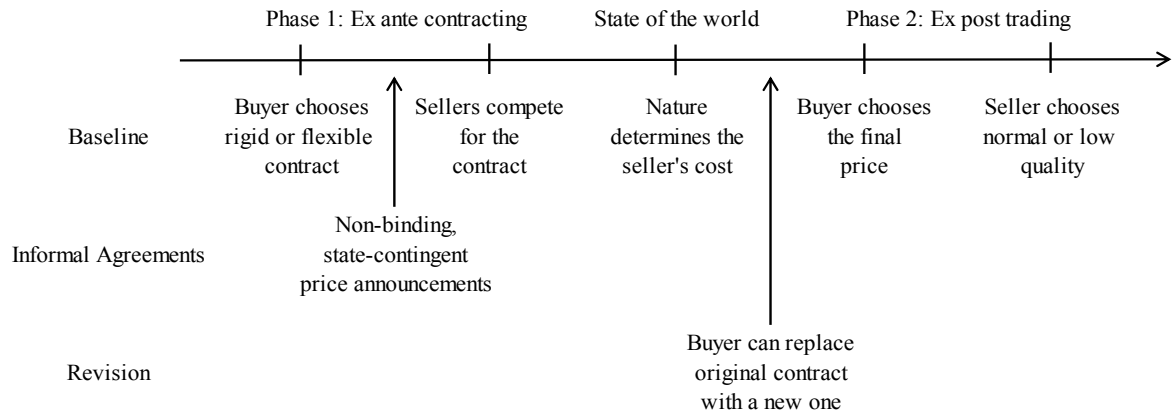 Phase 1: Ex ante contracting
State of the world
Phase 2: Ex post trading
Baseline
Buyer chooses
rigid or flexible
contract
Sellers compete
for the
contract
Nature
determines the
seller's cost
Buyer chooses
the final
price
Seller chooses
normal or low
quality
Informal Agreements
Non-binding,
state-contingent
price announcements
Revision
Buyer can replace
original contract
with a new one